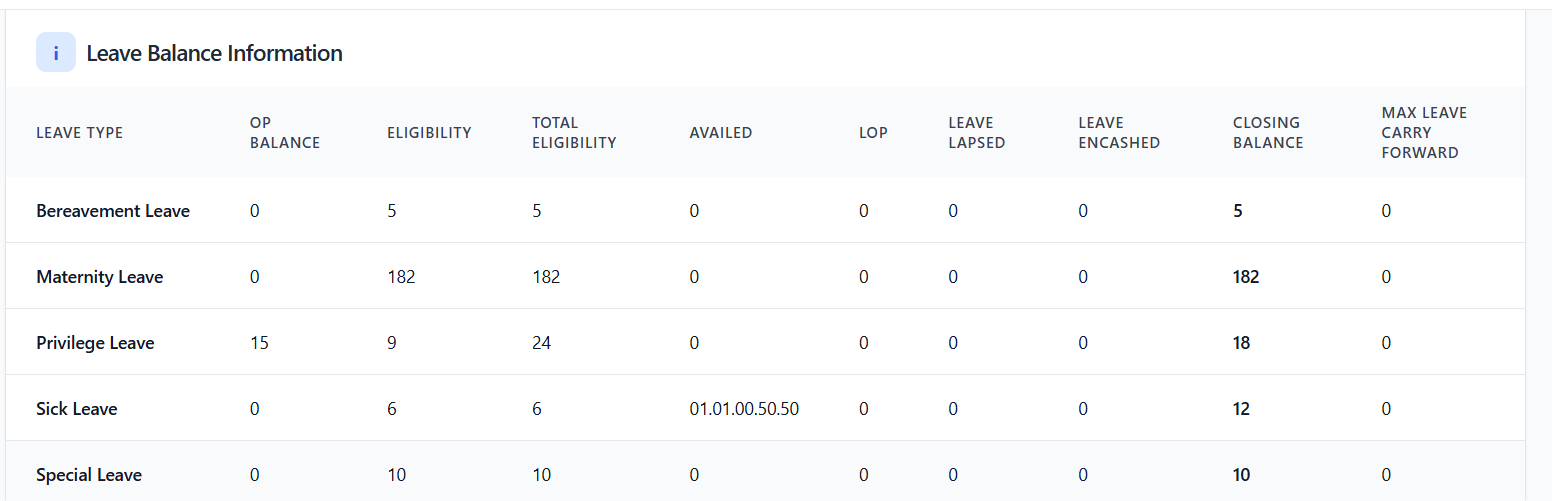 i Leave Balance Information
LEAVE TYPE OP BALANCE ELIGIBILITY TOTAL ELIGIBILITY AVAILED LOP LEAVE LAPSED LEAVE ENCASHED CLOSING BALANCE MAX LEAVE CARRY FORWARD
Bereavement Leave 0 5 5 0 0 0 0 5 0
Maternity Leave 0 182 182 0 0 0 0 182 0
Privilege Leave 15 9 24 0 0 0 0 18 0
Sick Leave 0 6 6 01.01.00.50.50 0 0 0 12 0
Special Leave 0 10 10 0 0 0 0 10 0